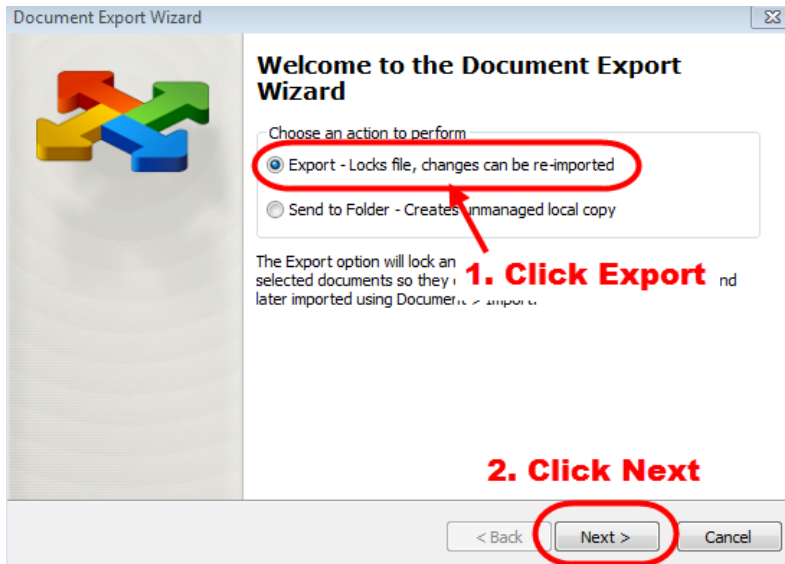 Document Export Wizard
Welcome to the Document Export
Wizard
Choose an action to perform
Export - Locks file, changes can be re-imported
Send to Folder - Creates unmanaged local copy
The Export option will lock an
selected documents so they
1. Click Export
nd
later imported using Document > Import.
2. Click Next
< Back
Next >
Cancel